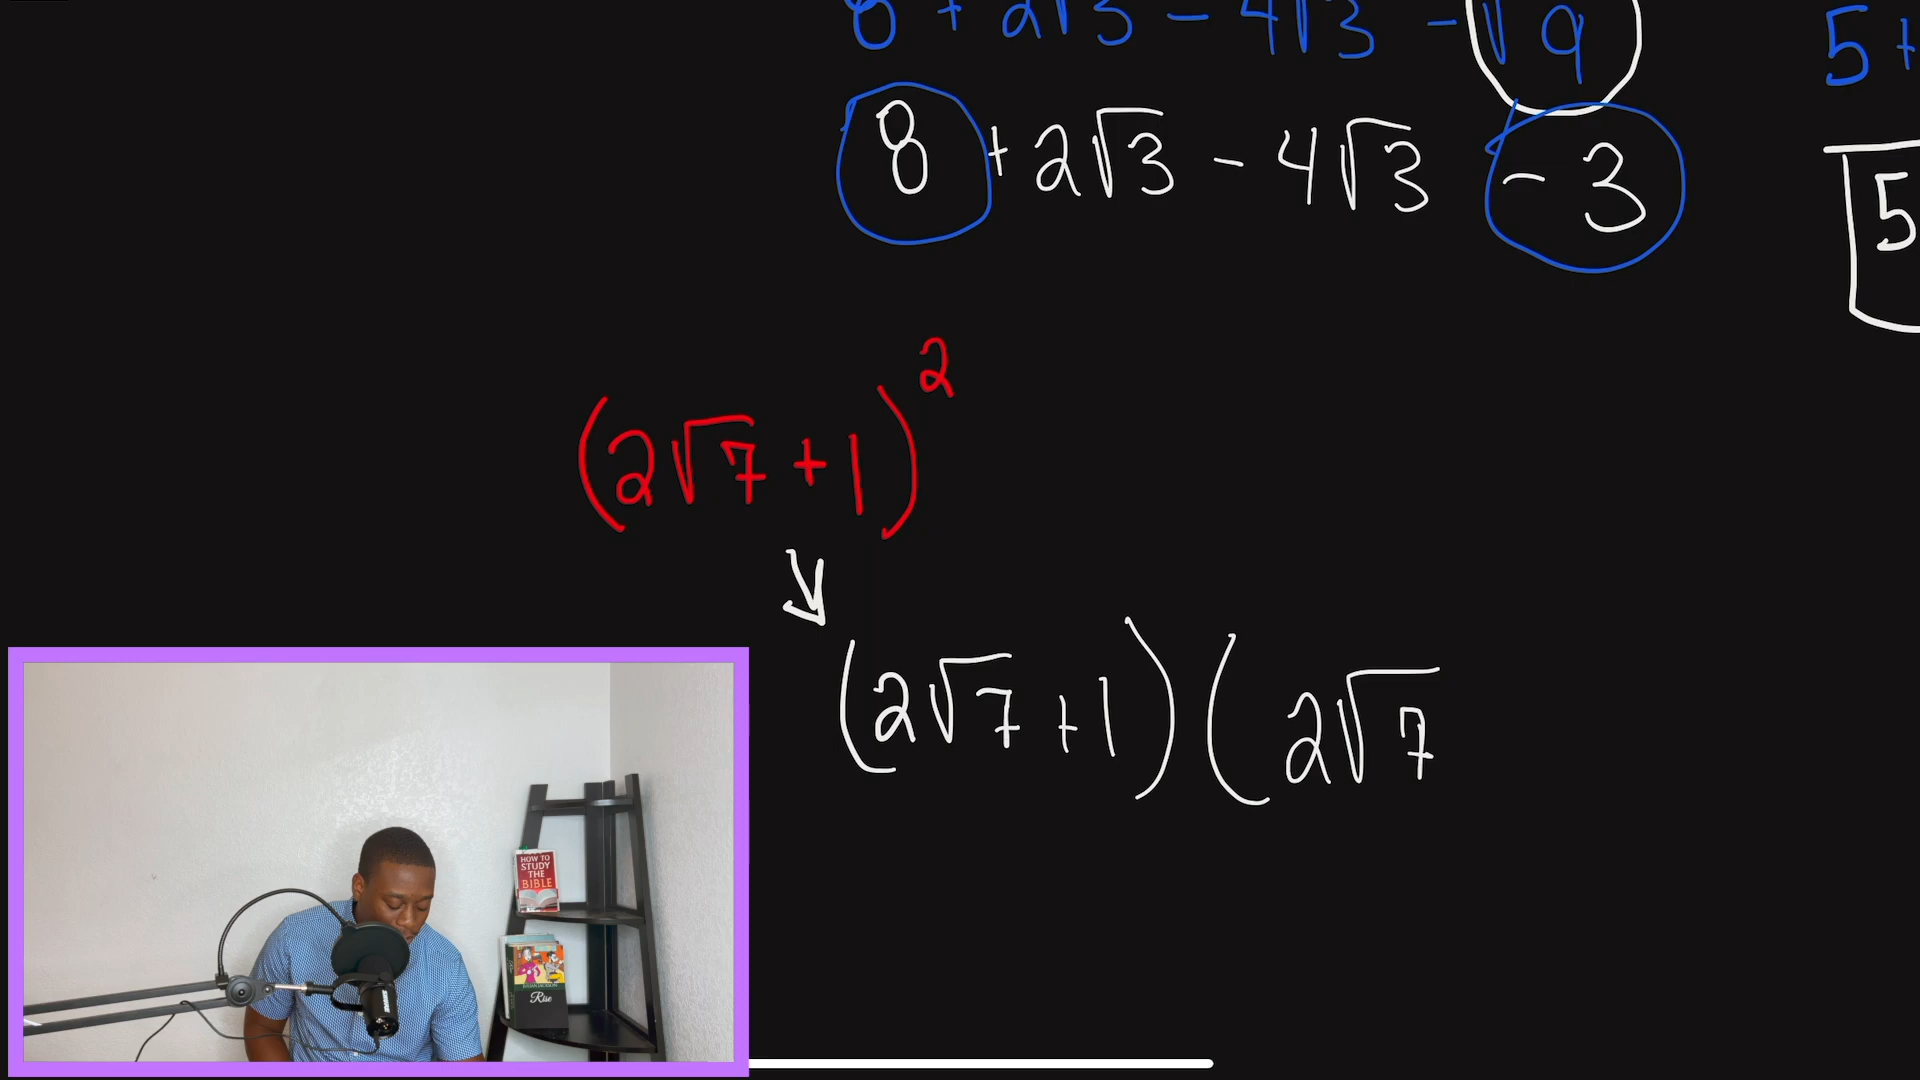 8 + 2√3 - 4√3 - √9
5+
8 + 2√3 - 4√3 - 3
5
(2√7 + 1)²
(2√7 + 1)(2√7
HOW TO
STUDY
THE
BIBLE
Rise